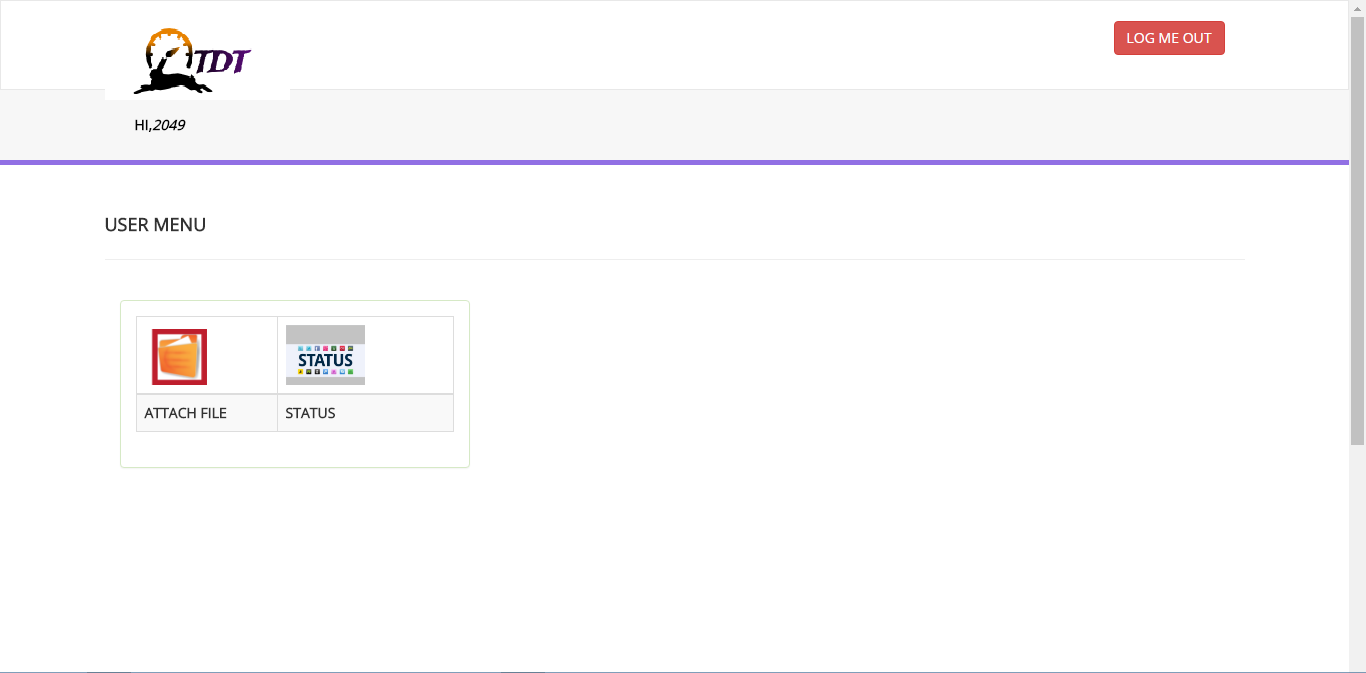 TDT
LOG ME OUT
HI,2049
USER MENU
STATUS
ATTACH FILE
STATUS